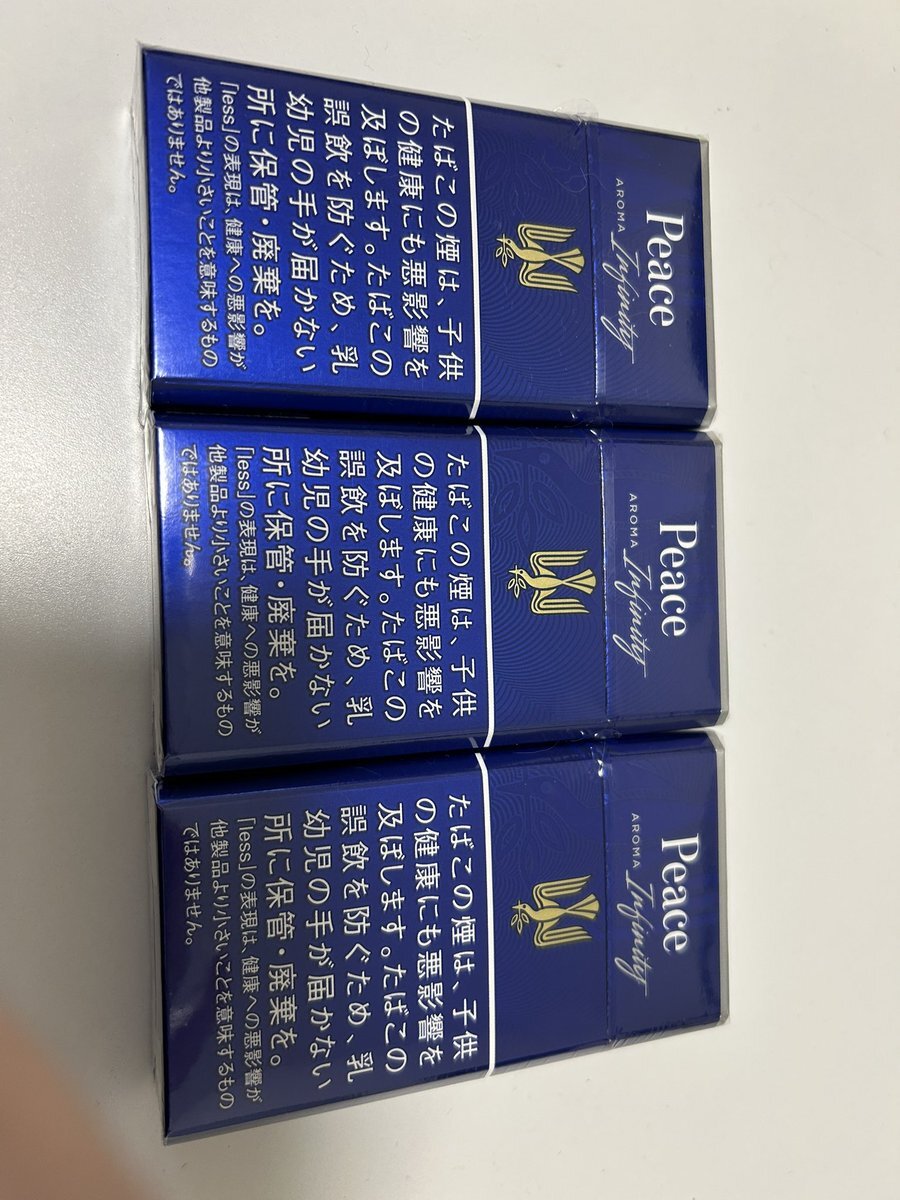 Peace
AROMA Infinity
たばこの煙は、子供
の健康にも悪影響を
及ぼします。たばこの
誤飲を防ぐため、乳
幼児の手が届かない
所に保管・廃棄を。
「less」の表現は、健康への悪影響が
他製品より小さいことを意味するもの
ではありません。
Peace
AROMA Infinity
たばこの煙は、子供
の健康にも悪影響を
及ぼします。たばこの
誤飲を防ぐため、乳
幼児の手が届かない
所に保管・廃棄を。
「less」の表現は、健康への悪影響が
他製品より小さいことを意味するもの
ではありません。
Peace
AROMA Infinity
たばこの煙は、子供
の健康にも悪影響を
及ぼします。たばこの
誤飲を防ぐため、乳
幼児の手が届かない
所に保管・廃棄を。
「less」の表現は、健康への悪影響が
他製品より小さいことを意味するもの
ではありません。